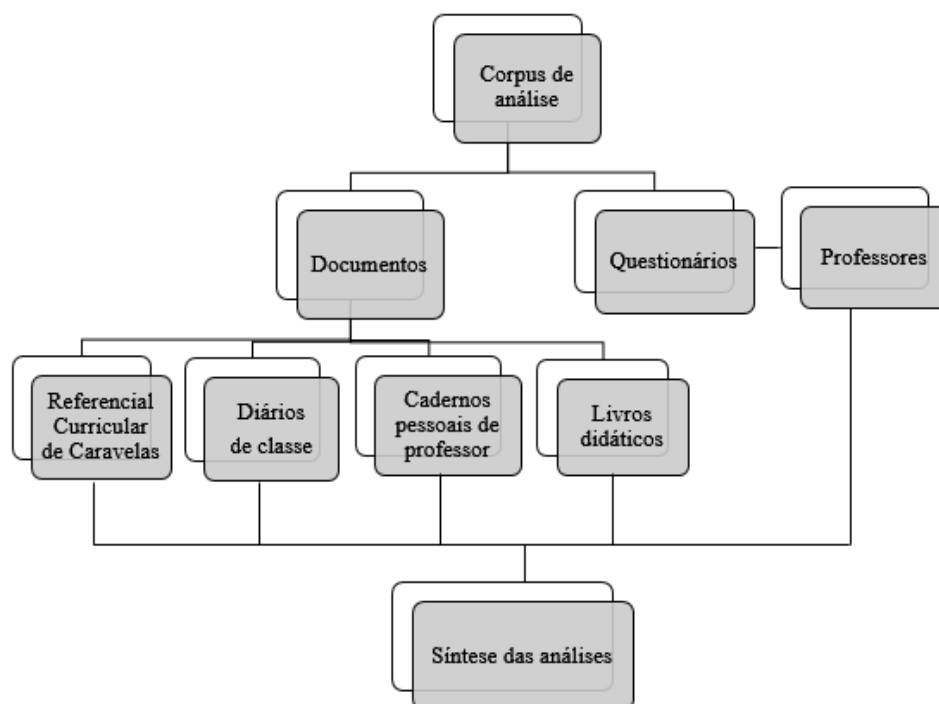 Corpus de
análise
Documentos
Questionários
Professores
Referencial
Curricular
de Caravelas
Diários
de classe
Cadernos
pessoais de
professor
Livros
didáticos
Síntese das análises